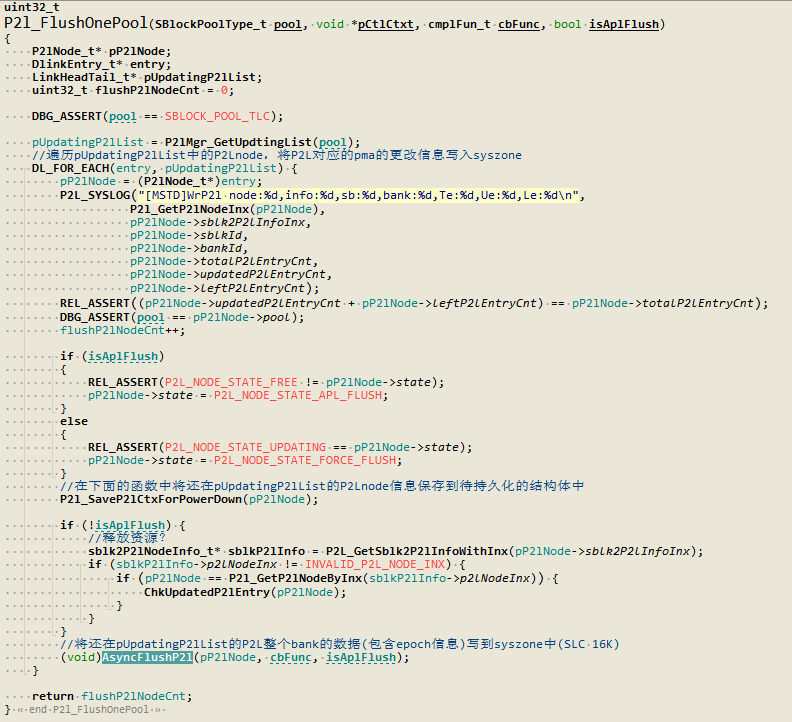 uint32_t
P2l_FlushOnePool(SBlockPoolType_t pool, void *pCtlCtxt, cmplFun_t cbFunc, bool isAplFlush)
{
P2lNode_t* pP2lNode;
DlinkEntry_t* entry;
LinkHeadTail_t* pUpdatingP2lList;
uint32_t flushP2lNodeCnt = 0;
DBG_ASSERT(pool == SBLOCK_POOL_TLC);
pUpdatingP2lList = P2lMgr_GetUpdtingList(pool);
//遍历pUpdatingP2lList中的P2Lnode，将P2L对应的pma的更改信息写入syszone
DL_FOR_EACH(entry, pUpdatingP2lList) {
pP2lNode = (P2lNode_t*)entry;
P2L_SYSLOG("[MSTD]WrP2l node:%d,info:%d,sb:%d,bank:%d,Te:%d,Ue:%d,Le:%d\n",
P2l_GetP2lNodeInx(pP2lNode),
pP2lNode->sblk2P2lInfoInx,
pP2lNode->sblkId,
pP2lNode->bankId,
pP2lNode->totalP2lEntryCnt,
pP2lNode->updatedP2lEntryCnt,
pP2lNode->leftP2lEntryCnt);
REL_ASSERT((pP2lNode->updatedP2lEntryCnt + pP2lNode->leftP2lEntryCnt) == pP2lNode->totalP2lEntryCnt);
DBG_ASSERT(pool == pP2lNode->pool);
flushP2lNodeCnt++;
if (isAplFlush)
{
REL_ASSERT(P2L_NODE_STATE_FREE != pP2lNode->state);
pP2lNode->state = P2L_NODE_STATE_APL_FLUSH;
}
else
{
REL_ASSERT(P2L_NODE_STATE_UPDATING == pP2lNode->state);
pP2lNode->state = P2L_NODE_STATE_FORCE_FLUSH;
}
//在下面的函数中将还在pUpdatingP2lList的P2Lnode信息保存到待持久化的结构体中
P2l_SaveP2lCtxForPowerDown(pP2lNode);
if (!isAplFlush) {
//释放资源？
sblk2P2lNodeInfo_t* sblkP2lInfo = P2L_GetSblk2P2lInfoWithInx(pP2lNode->sblk2P2lInfoInx);
if (sblkP2lInfo->p2lNodeInx != INVALID_P2L_NODE_INX) {
if (pP2lNode == P2l_GetP2lNodeByInx(sblkP2lInfo->p2lNodeInx)) {
ChkUpdatedP2lEntry(pP2lNode);
}
}
}
//将还在pUpdatingP2lList的P2L整个bank的数据(包含epoch信息)写到syszone中(SLC 16K)
(void)AsyncFlushP2l(pP2lNode, cbFunc, isAplFlush);
}
return flushP2lNodeCnt;
} « end P2l_FlushOnePool »